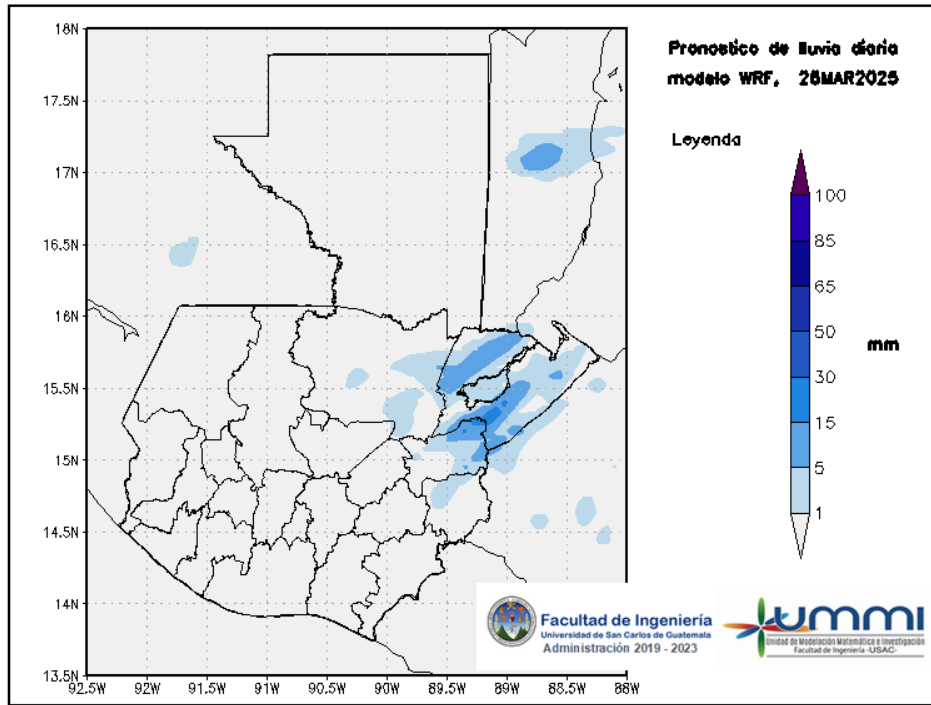 Pronostico de lluvia diaria
modelo WRF, 26MAR2025
Leyenda
100
85
65
50
30
15
5
1
mm
18N
17.5N
17N
16.5N
16N
15.5N
15N
14.5N
14N
13.5N
92.5W
92W
91.5W
91W
90.5W
90W
89.5W
89W
88.5W
88W
Facultad de Ingeniería
Universidad de San Carlos de Guatemala
Administración 2019 - 2023
UMMI
Unidad de Modelación Matemática e Investigación
Facultad de Ingeniería -USAC-